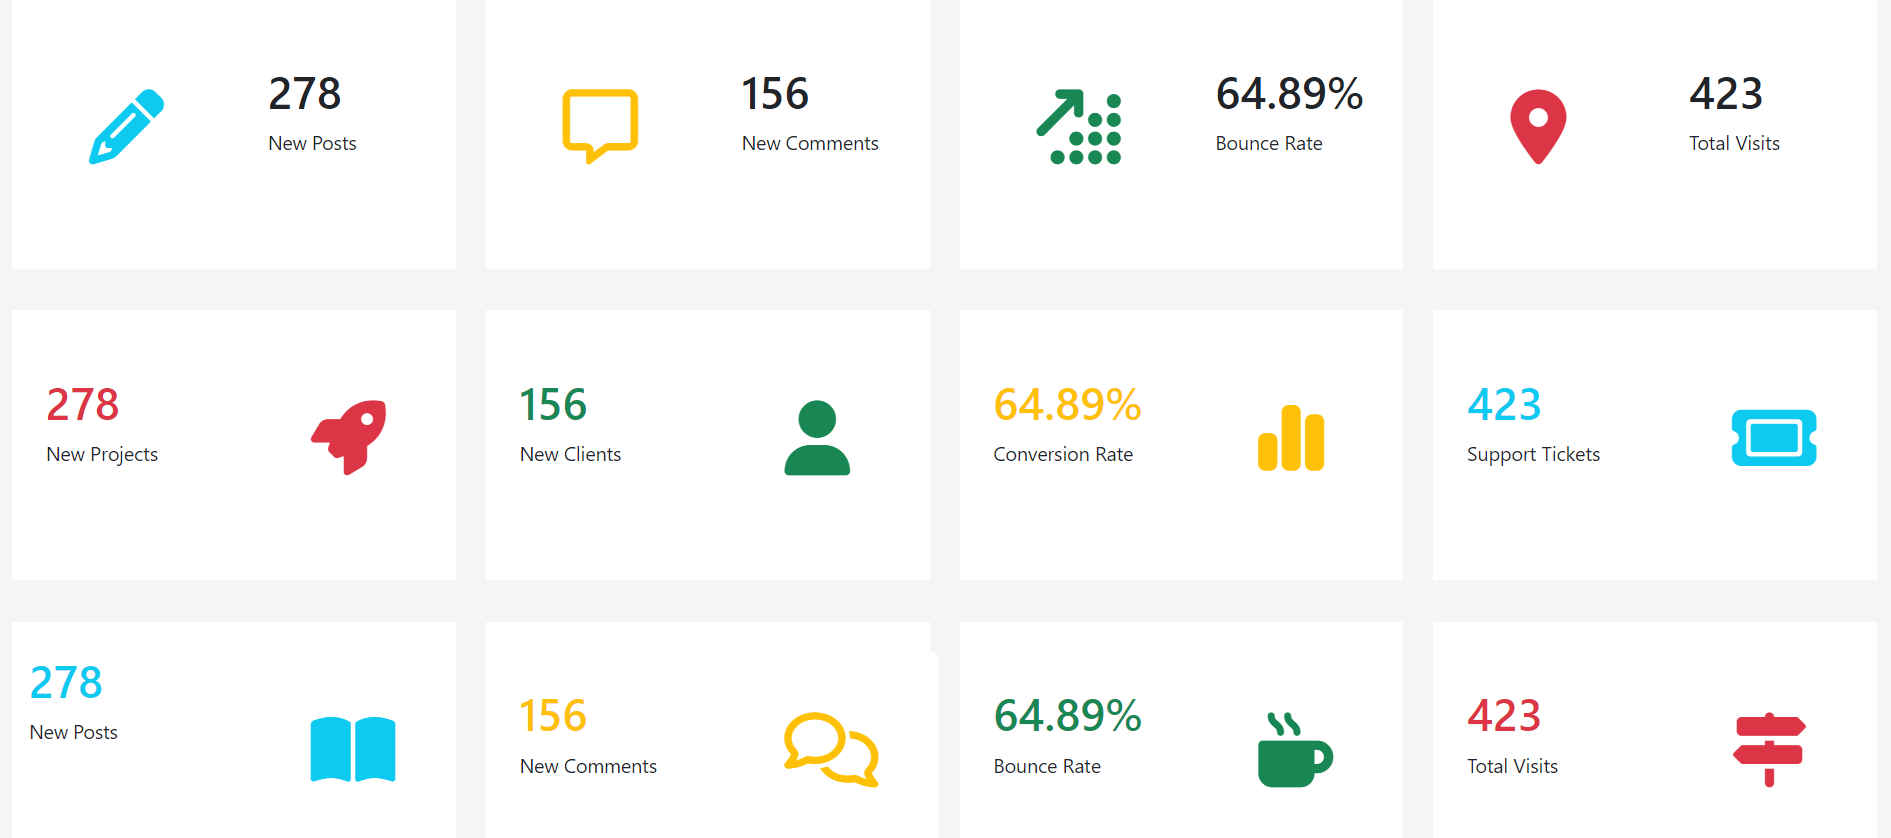 278
New Posts
156
New Comments
64.89%
Bounce Rate
423
Total Visits
278
New Projects
156
New Clients
64.89%
Conversion Rate
423
Support Tickets
278
New Posts
156
New Comments
64.89%
Bounce Rate
423
Total Visits